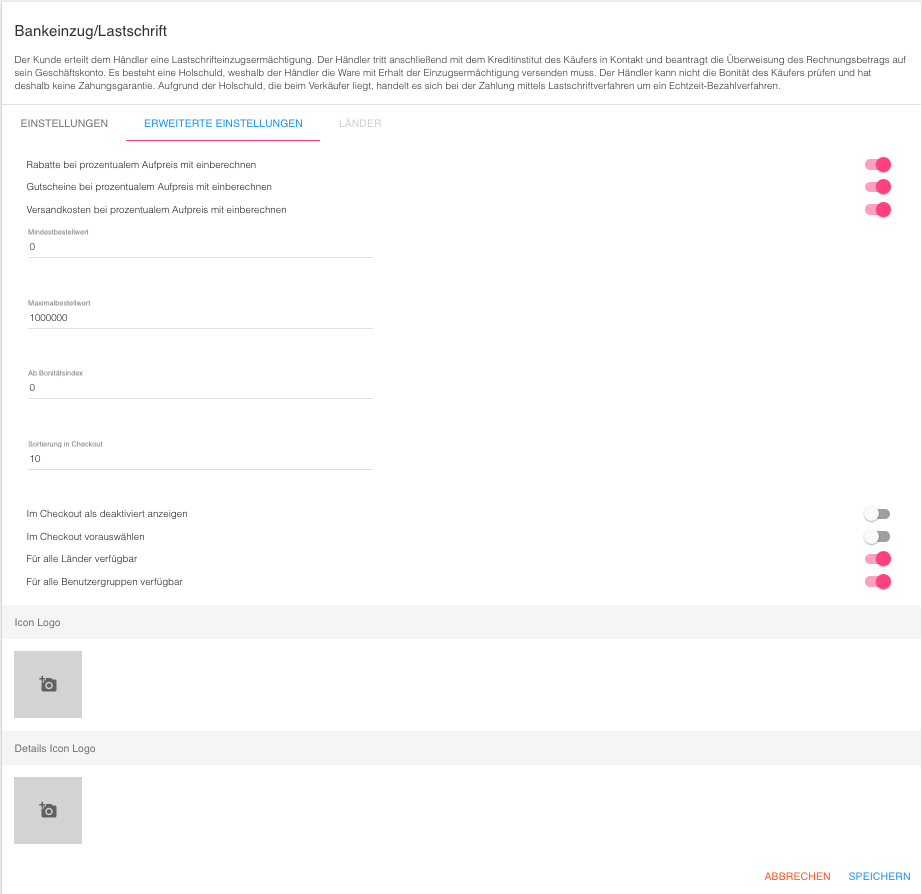 Bankeinzug/Lastschrift
Der Kunde erteilt dem Händler eine Lastschrifteinzugsermächtigung. Der Händler tritt anschließend mit dem Kreditinstitut des Käufers in Kontakt und beantragt die Überweisung des Rechnungsbetrags auf
sein Geschäftskonto. Es besteht eine Holschuld, weshalb der Händler die Ware mit Erhalt der Einzugsermächtigung versenden muss. Der Händler kann nicht die Bonität des Käufers prüfen und hat
deshalb keine Zahungsgarantie. Aufgrund der Holschuld, die beim Verkäufer liegt, handelt es sich bei der Zahlung mittels Lastschriftverfahren um ein Echtzeit-Bezahlverfahren.
EINSTELLUNGEN ERWEITERTE EINSTELLUNGEN LÄNDER
Rabatte bei prozentualem Aufpreis mit einberechnen
Gutscheine bei prozentualem Aufpreis mit einberechnen
Versandkosten bei prozentualem Aufpreis mit einberechnen
Mindestbestellwert
0
Maximalbestellwert
1000000
Ab Bonitätsindex
0
Sortierung in Checkout
10
Im Checkout als deaktiviert anzeigen
Im Checkout vorauswählen
Für alle Länder verfügbar
Für alle Benutzergruppen verfügbar
Icon Logo
Details Icon Logo
ABBRECHEN SPEICHERN